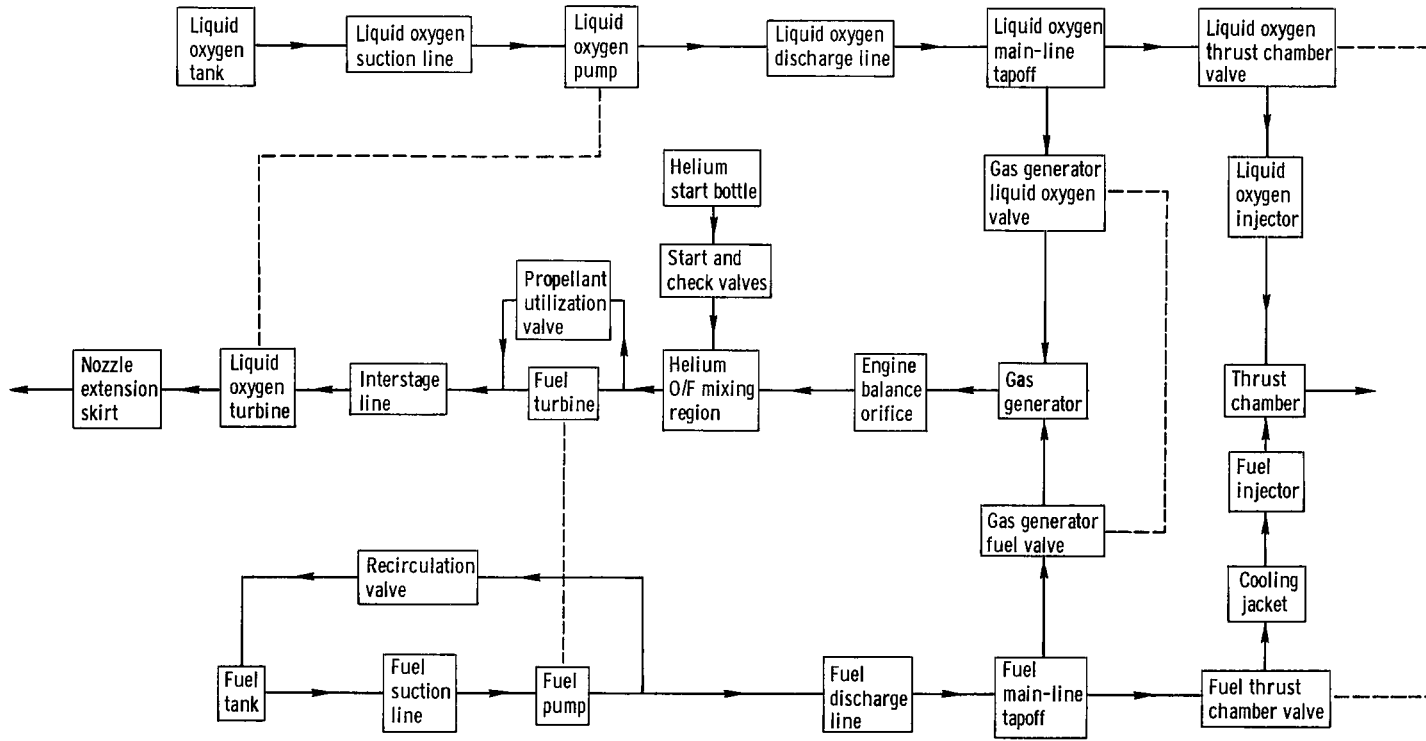 Liquid
oxygen
tank
Liquid oxygen
suction line
Liquid
oxygen
pump
Liquid oxygen
discharge line
Liquid oxygen
main-line
tapoff
Liquid oxygen
thrust chamber
valve
Helium
start bottle
Gas generator
liquid oxygen
valve
Liquid
oxygen
injector
Start and
check valves
Propellant
utilization
valve
Nozzle
extension
skirt
Liquid
oxygen
turbine
Interstage
line
Fuel
turbine
Helium
O/F mixing
region
Engine
balance
orifice
Gas
generator
Thrust
chamber
Fuel
injector
Gas generator
fuel valve
Recirculation
valve
Cooling
jacket
Fuel
tank
Fuel
suction
line
Fuel
pump
Fuel
discharge
line
Fuel
main-line
tapoff
Fuel thrust
chamber valve